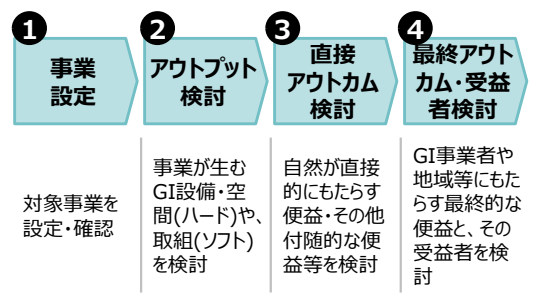 ❶
事業
設定
対象事業を
設定・確認
❷
アウトプット
検討
事業が生む
GI設備・空
間(ハード)や、
取組(ソフト)
を検討
❸
直接
アウトカム
検討
自然が直接
的にもたらす
便益・その他
付随的な便
益等を検討
❹
最終アウト
カム・受益
者検討
GI事業者や
地域等にもた
らす最終的な
便益と、その
受益者を検
討